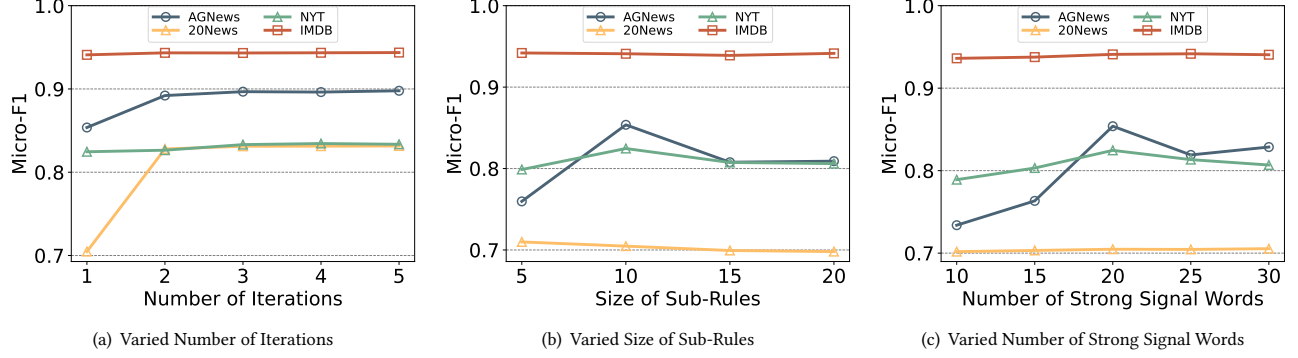 AGNews NYT
20News IMDB
1.0
0.9
0.8
0.7
Micro-F1
1 2 3 4 5
Number of Iterations
(a) Varied Number of Iterations
AGNews NYT
20News IMDB
1.0
0.9
0.8
0.7
Micro-F1
5 10 15 20
Size of Sub-Rules
(b) Varied Size of Sub-Rules
AGNews NYT
20News IMDB
1.0
0.9
0.8
0.7
Micro-F1
10 15 20 25 30
Number of Strong Signal Words
(c) Varied Number of Strong Signal Words